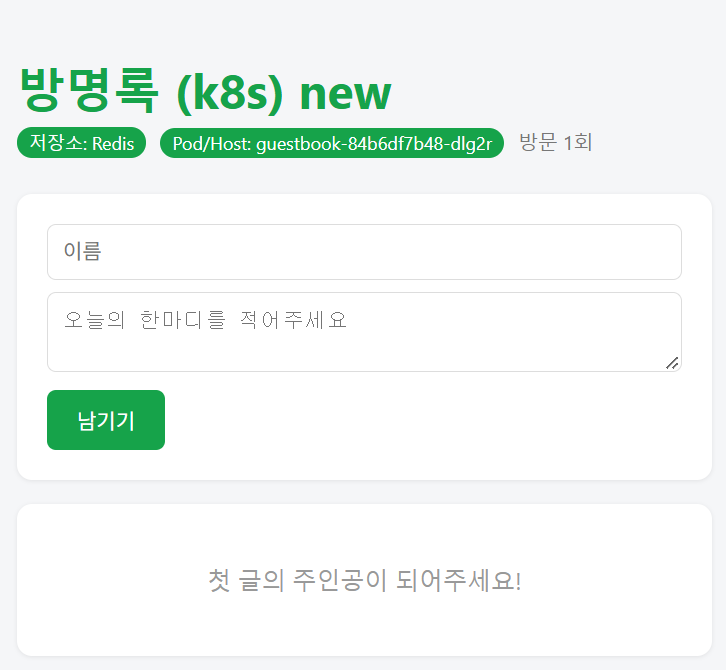 방명록 (k8s) new
저장소: Redis Pod/Host: guestbook-84b6df7b48-dlg2r 방문 1회
이름
오늘의 한마디를 적어주세요
남기기
첫 글의 주인공이 되어주세요!